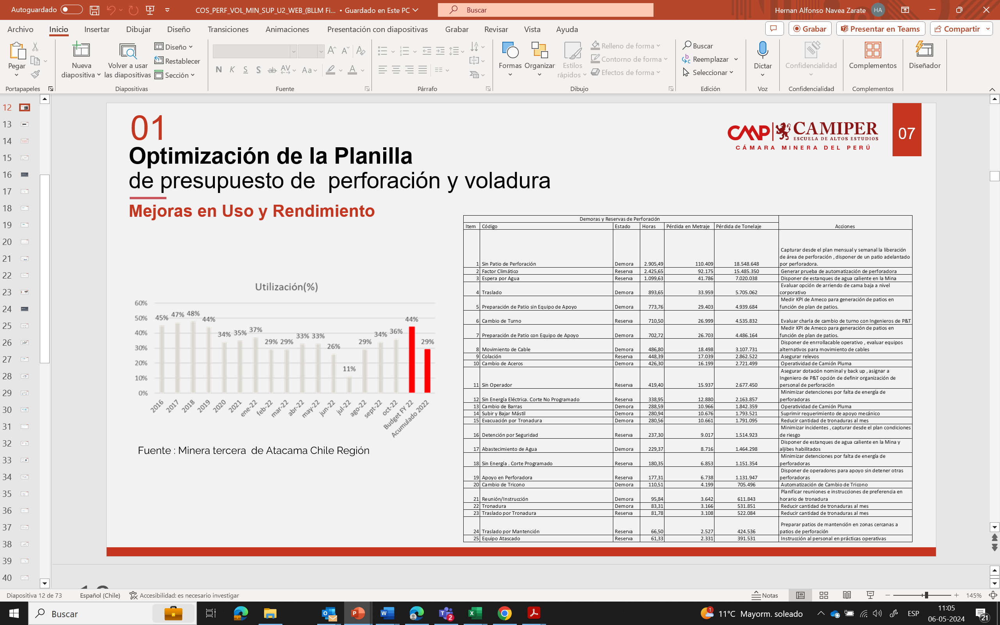 Autoguardado
COS_PERF_VOL_MIN_SUP_U2_WEB_(BLLM Fi... • Guardado en Este PC
Buscar
Hernan Alfonso Navea Zarate HA
Archivo Inicio Insertar Dibujar Diseño Transiciones Animaciones Presentación con diapositivas Grabar Revisar Vista Ayuda
Grabar Presentar en Teams Compartir
Pegar
Nueva diapositiva
Volver a usar las diapositivas
Diseño
Restablecer
Sección
N K S S ab AV Aa A
Formas Organizar Estilos rápidos
Relleno de forma
Contorno de forma
Efectos de forma
Buscar
Reemplazar
Seleccionar
Dictar
Confidencialidad
Complementos
Diseñador
Portapapeles Diapositivas Fuente Párrafo Dibujo Edición Voz Confidencialidad Complementos
12
13
14
15
16
17
18
19
20
21
22
23
24
25
26
27
28
29
30
31
32
33
34
35
36
37
38
39
40
01
Optimización de la Planilla
de presupuesto de perforación y voladura
Mejoras en Uso y Rendimiento
CMP CAMIPER
ESCUELA DE ALTOS ESTUDIOS
CÁMARA MINERA DEL PERÚ
07
Utilización(%)
60%
50%
40%
30%
20%
10%
0%
45% 47% 48% 44% 34% 35% 37% 29% 29% 33% 33% 26% 11% 29% 34% 36% 44% 29%
2016 2017 2018 2019 2020 2021 ene-22 feb-22 mar-22 abr-22 may-22 jun-22 jul-22 ago-22 sept-22 oct-22 Budget FY 22 Acumulado 2022
Fuente : Minera tercera de Atacama Chile Región
Demoras y Reservas de Perforación
Item Código Estado Horas Pérdida en Metraje Pérdida de Tonelaje Acciones
1 Sin Patio de Perforación Demora 2.905,49 110.409 18.548.648 Capturar desde el plan mensual y semanal la liberación de área de perforación , disponer de un patio adelantado por perforadora.
2 Factor Climático Reserva 2.425,65 92.175 15.485.350 Generar prueba de automatización de perforadora
3 Espera por Agua Reserva 1.099,63 41.786 7.020.038 Disponer de estanques de agua caliente en la Mina
4 Traslado Demora 893,65 33.959 5.705.062 Evaluar opción de arriendo de cama baja a nivel corporativo
5 Preparación de Patio sin Equipo de Apoyo Demora 773,76 29.403 4.939.684 Medir KPI de Ameco para generación de patios en función de plan de patios.
6 Cambio de Turno Reserva 710,50 26.999 4.535.832 Evaluar charla de cambio de turno con Ingenieros de P&T
7 Preparación de Patio con Equipo de Apoyo Demora 702,72 26.703 4.486.164 Medir KPI de Ameco para generación de patios en función de plan de patios.
8 Movimiento de Cable Demora 486,80 18.498 3.107.731 Disponer de enrrollacable operativo , evaluar equipos alternativos para movimiento de cables
9 Colación Reserva 448,39 17.039 2.862.522 Asegurar relevos
10 Cambio de Aceros Demora 426,30 16.199 2.721.499 Operatividad de Camión Pluma
11 Sin Operador Reserva 419,40 15.937 2.677.450 Asegurar dotación nominal y back up , asignar a Ingeniero de P&T opción de definir organización de personal de perforación
12 Sin Energía Eléctrica. Corte No Programado Reserva 338,95 12.880 2.163.857 Minimizar detenciones por falta de energía de perforadoras
13 Cambio de Barras Demora 288,59 10.966 1.842.359 Operatividad de Camión Pluma
14 Subir y Bajar Mástil Demora 280,94 10.676 1.793.521 Suprimir requerimiento de apoyo mecánico
15 Evacuación por Tronadura Demora 280,56 10.661 1.791.095 Reducir cantidad de tronaduras al mes
16 Detención por Seguridad Reserva 237,30 9.017 1.514.923 Minimizar incidentes , capturar desde el plan condiciones de riesgo
17 Abastecimiento de Agua Demora 229,37 8.716 1.464.298 Disponer de estanques de agua caliente en la Mina y aljibes habilitados
18 Sin Energía . Corte Programado Reserva 180,35 6.853 1.151.354 Minimizar detenciones por falta de energía de perforadoras
19 Apoyo en Perforadora Reserva 177,31 6.738 1.131.947 Disponer de operadores para apoyo sin detener otras perforadoras
20 Cambio de Tricono Demora 110,51 4.199 705.496 Automatización de Cambio de Tricono
21 Reunión/Instrucción Demora 95,84 3.642 611.843 Planificar reuniones e instrucciones de preferencia en horario de tronadura
22 Tronadura Demora 83,31 3.166 531.851 Reducir cantidad de tronaduras al mes
23 Traslado por Tronadura Reserva 81,78 3.108 522.084 Reducir cantidad de tronaduras al mes
24 Traslado por Mantención Reserva 66,50 2.527 424.536 Preparar patios de mantención en zonas cercanas a patios de perforación
25 Equipo Atascado Reserva 61,33 2.331 391.531 Instrucción al personal en prácticas operativas
Diapositiva 12 de 73 Español (Chile) Accesibilidad: es necesario investigar
Notas 145%
Buscar
11°C Mayorm. soleado
ESP
11:05
06-05-2024
21